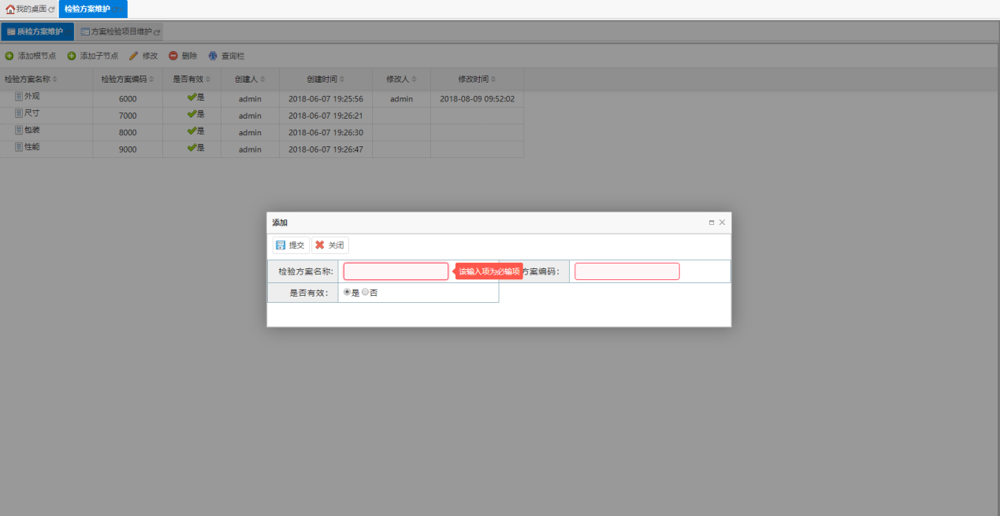 我的桌面 检验方案维护
质检方案维护 方案检验项目维护
添加根节点 添加子节点 修改 删除 查询栏
检验方案名称 检验方案编码 是否有效 创建人 创建时间 修改人 修改时间
外观 6000 是 admin 2018-06-07 19:25:56 admin 2018-08-09 09:52:02
尺寸 7000 是 admin 2018-06-07 19:26:21
包装 8000 是 admin 2018-06-07 19:26:30
性能 9000 是 admin 2018-06-07 19:26:47
添加
提交 关闭
检验方案名称: 该输入项为必输项 方案编码:
是否有效: 是 否